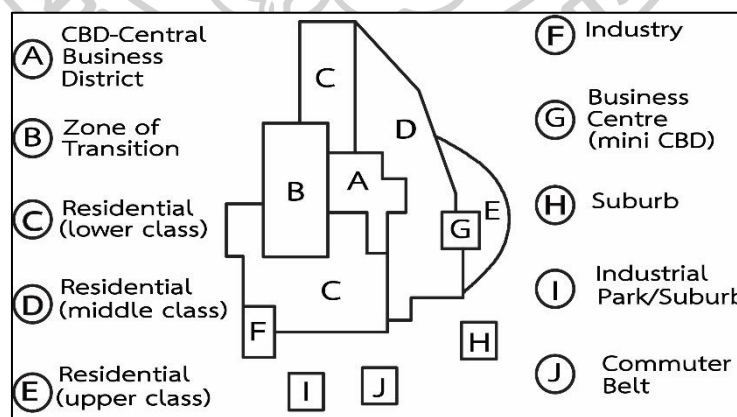 A CBD-Central
Business
District
B Zone of
Transition
C Residential
(lower class)
D Residential
(middle class)
E Residential
(upper class)
C
D
B
A
E
G
C
F
H
I
J
F Industry
G Business
Centre
(mini CBD)
H Suburb
I Industrial
Park/Suburb
J Commuter
Belt